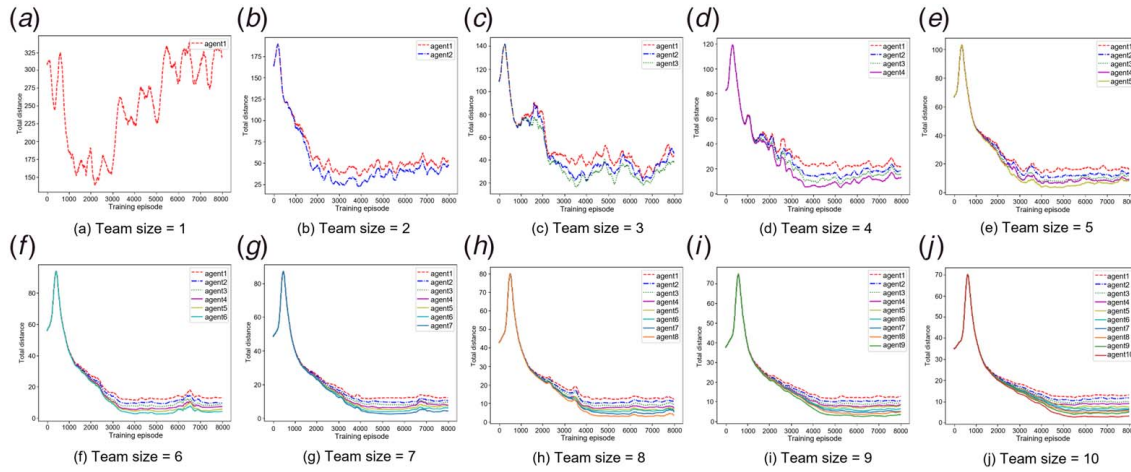 (a)
325
300
275
250
225
200
175
150
Total distance
agent1
0 1000 2000 3000 4000 5000 6000 7000 8000
Training episode
(a) Team size = 1
(b)
175
150
125
100
75
50
25
Total distance
agent1
agent2
0 1000 2000 3000 4000 5000 6000 7000 8000
Training episode
(b) Team size = 2
(c)
140
120
100
80
60
40
20
Total distance
agent1
agent2
agent3
0 1000 2000 3000 4000 5000 6000 7000 8000
Training episode
(c) Team size = 3
(d)
120
100
80
60
40
20
0
Total distance
agent1
agent2
agent3
agent4
0 1000 2000 3000 4000 5000 6000 7000 8000
Training episode
(d) Team size = 4
(e)
100
80
60
40
20
0
Total distance
agent1
agent2
agent3
agent4
agent5
0 1000 2000 3000 4000 5000 6000 7000 8000
Training episode
(e) Team size = 5
(f)
80
60
40
20
0
Total distance
agent1
agent2
agent3
agent4
agent5
agent6
0 1000 2000 3000 4000 5000 6000 7000 8000
Training episode
(f) Team size = 6
(g)
80
60
40
20
0
Total distance
agent1
agent2
agent3
agent4
agent5
agent6
agent7
0 1000 2000 3000 4000 5000 6000 7000 8000
Training episode
(g) Team size = 7
(h)
80
70
60
50
40
30
20
10
0
Total distance
agent1
agent2
agent3
agent4
agent5
agent6
agent7
agent8
0 1000 2000 3000 4000 5000 6000 7000 8000
Training episode
(h) Team size = 8
(i)
70
60
50
40
30
20
10
0
Total distance
agent1
agent2
agent3
agent4
agent5
agent6
agent7
agent8
agent9
0 1000 2000 3000 4000 5000 6000 7000 8000
Training episode
(i) Team size = 9
(j)
70
60
50
40
30
20
10
0
Total distance
agent1
agent2
agent3
agent4
agent5
agent6
agent7
agent8
agent9
agent10
0 1000 2000 3000 4000 5000 6000 7000 8000
Training episode
(j) Team size = 10